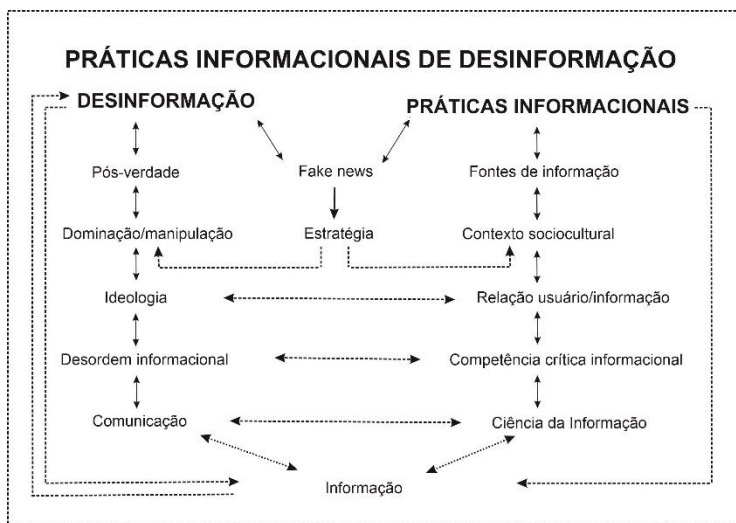 PRÁTICAS INFORMACIONAIS DE DESINFORMAÇÃO
DESINFORMAÇÃO
PRÁTICAS INFORMACIONAIS
Pós-verdade
Fake news
Fontes de informação
Dominação/manipulação
Estratégia
Contexto sociocultural
Ideologia
Relação usuário/informação
Desordem informacional
Competência crítica informacional
Comunicação
Ciência da Informação
Informação